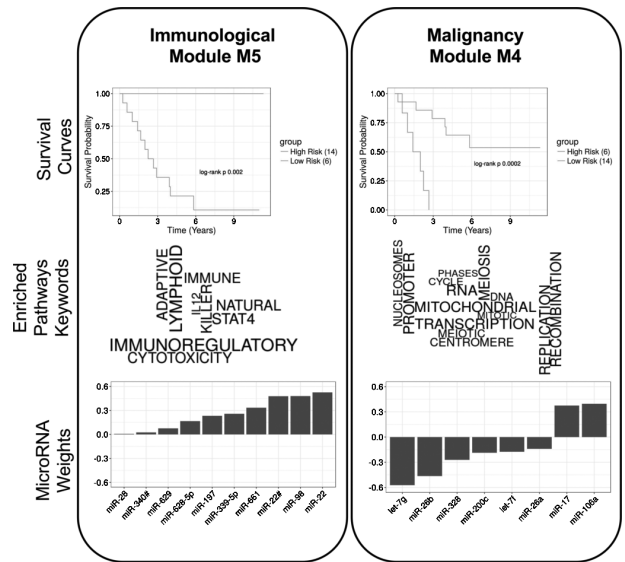 Immunological
Module M5
Malignancy
Module M4
Survival
Curves
Survival Probability
1.00
0.75
0.50
0.25
0
3
6
9
Time (Years)
log-rank p 0.002
group
High Risk (14)
Low Risk (6)
Survival Probability
1.00
0.75
0.50
0.25
0.00
0
3
6
9
Time (Years)
log-rank p 0.0002
group
High Risk (6)
Low Risk (14)
Enriched
Pathways
Keywords
ADAPTIVE
LYMPHOID
IMMUNE
IL12
KILLER
NATURAL
STAT4
IMMUNOREGULATORY
CYTOTOXICITY
NUCLEOSOMES
PROMOTER
PHASES
CYCLE
RNA
MEIOSIS
DNA
MITOCHONDRIAL
MITOTIC
TRANSCRIPTION
MEIOTIC
CENTROMERE
REPLICATION
RECOMBINATION
MicroRNA
Weights
0.6
0.3
0.0
-0.3
-0.6
miR-28
miR-340#
miR-629
miR-628-5p
miR-197
miR-339-5p
miR-661
miR-22#
miR-98
miR-22
0.6
0.3
0.0
-0.3
-0.6
let-7g
miR-26b
miR-328
miR-200c
miR-26a
miR-17
miR-106a